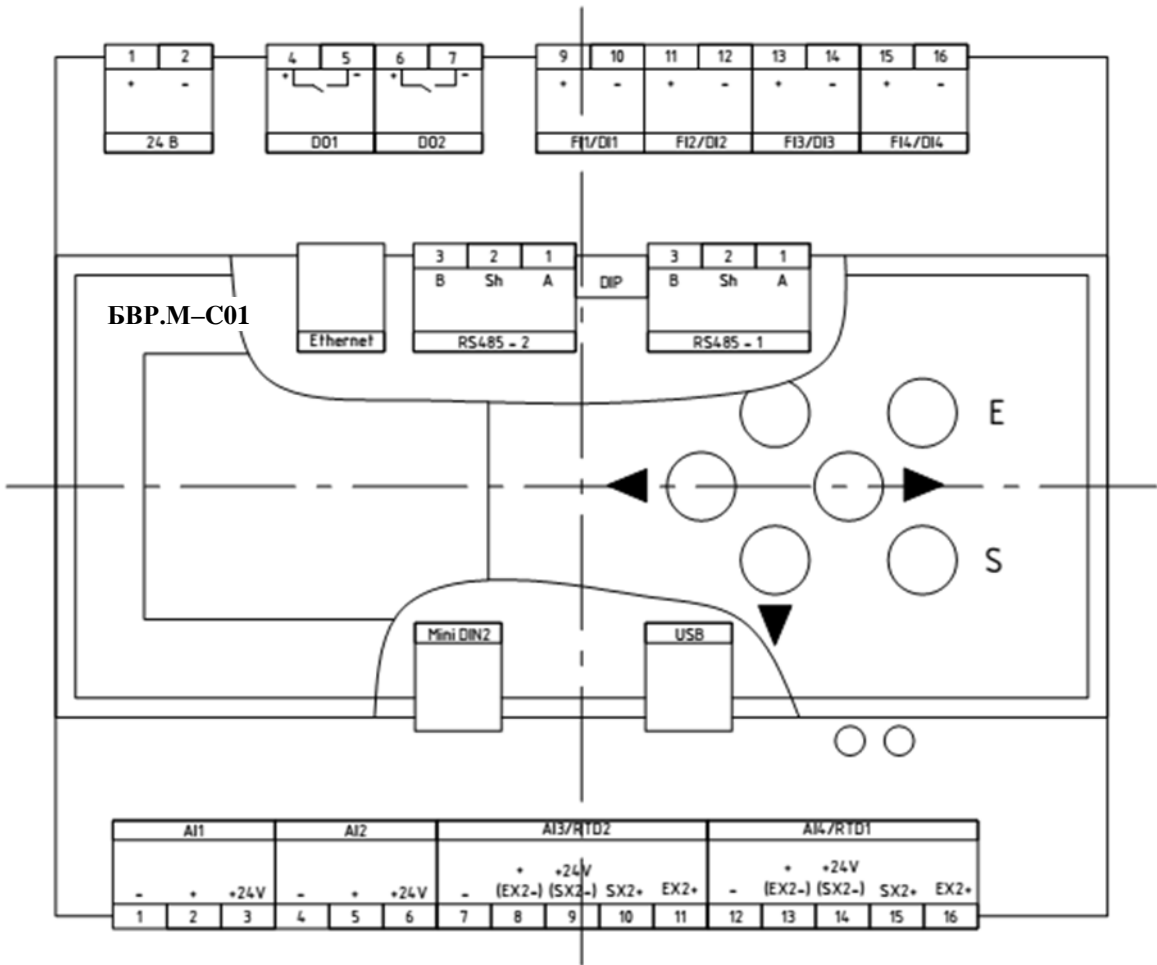 1 2 4 5 6 7 9 10 11 12 13 14 15 16
+ - + - + - + - + - + - + -
24 В DO1 DO2 FI1/DI1 FI2/DI2 FI3/DI3 FI4/DI4
3 2 1 3 2 1
B Sh A DIP B Sh A
БВР.М–С01
Ethernet RS485 - 2 RS485 - 1
E
S
Mini DIN2 USB
AI1 AI2 AI3/RTD2 AI4/RTD1
+ +24V + +24V
- + +24V - + +24V - (EX2-) (SX2-) SX2+ EX2+ - (EX2-) (SX2-) SX2+ EX2+
1 2 3 4 5 6 7 8 9 10 11 12 13 14 15 16